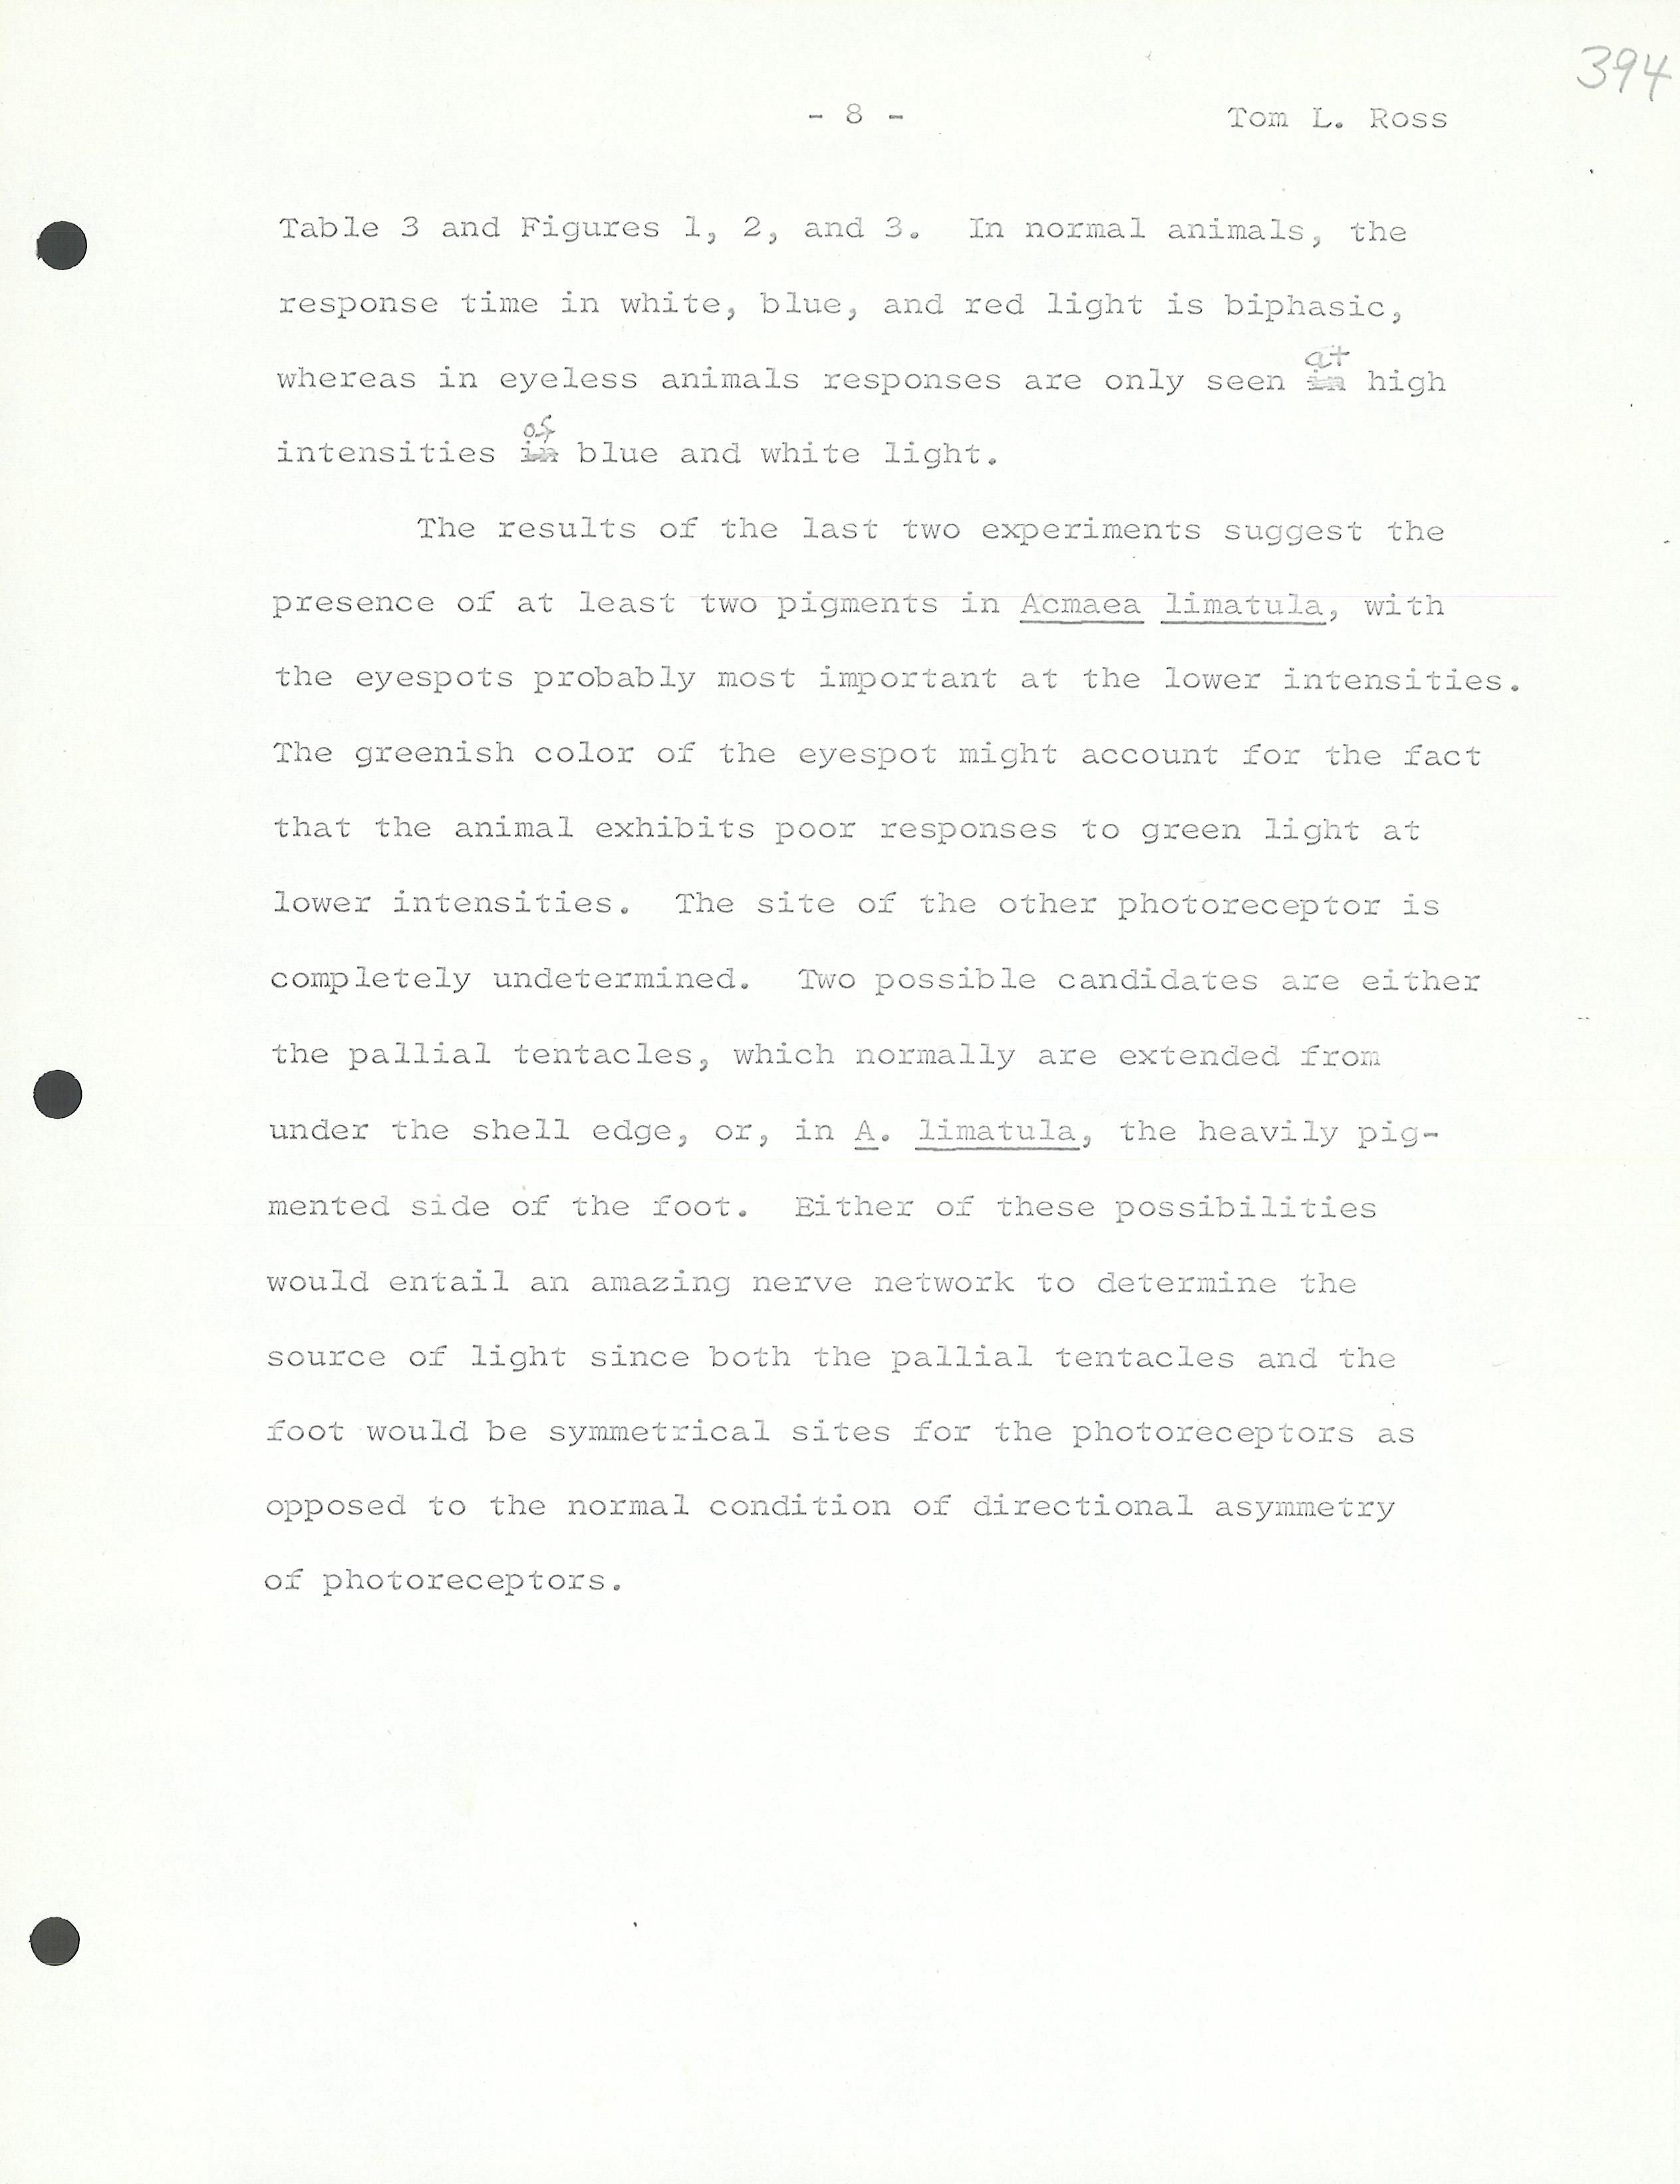 394
- 8 - Tom L. Ross
Table 3 and Figures 1, 2, and 3. In normal animals, the
response time in white, blue, and red light is biphasic,
whereas in eyeless animals responses are only seen in at high
intensities in of blue and white light.
The results of the last two experiments suggest the
presence of at least two pigments in Acmaea limatula, with
the eyespots probably most important at the lower intensities.
The greenish color of the eyespot might account for the fact
that the animal exhibits poor responses to green light at
lower intensities. The site of the other photoreceptor is
completely undetermined. Two possible candidates are either
the pallial tentacles, which normally are extended from
under the shell edge, or, in A. limatula, the heavily pig-
mented side of the foot. Either of these possibilities
would entail an amazing nerve network to determine the
source of light since both the pallial tentacles and the
foot would be symmetrical sites for the photoreceptors as
opposed to the normal condition of directional asymmetry
of photoreceptors.